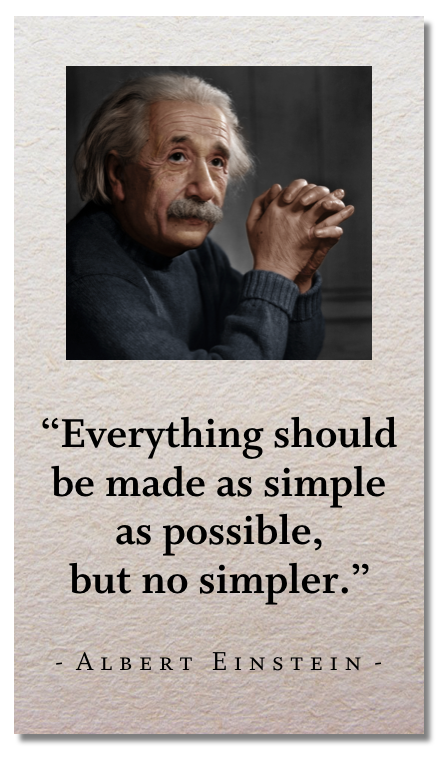 “Everything should
be made as simple
as possible,
but no simpler.”
- Albert Einstein -